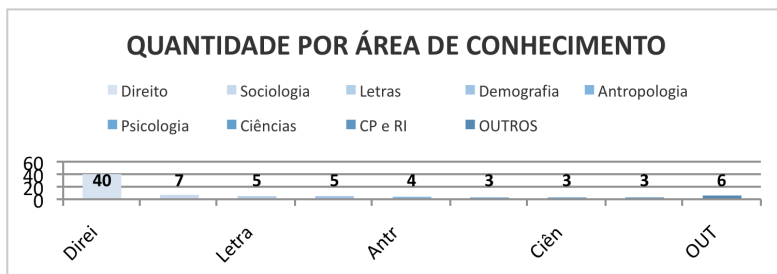 QUANTIDADE POR ÁREA DE CONHECIMENTO
Direito Sociologia Letras Demografia Antropologia
Psicologia Ciências CP e RI OUTROS
60
40
20
0
40 7 5 5 4 3 3 3 6
Direi Letra Antr Ciên OUT